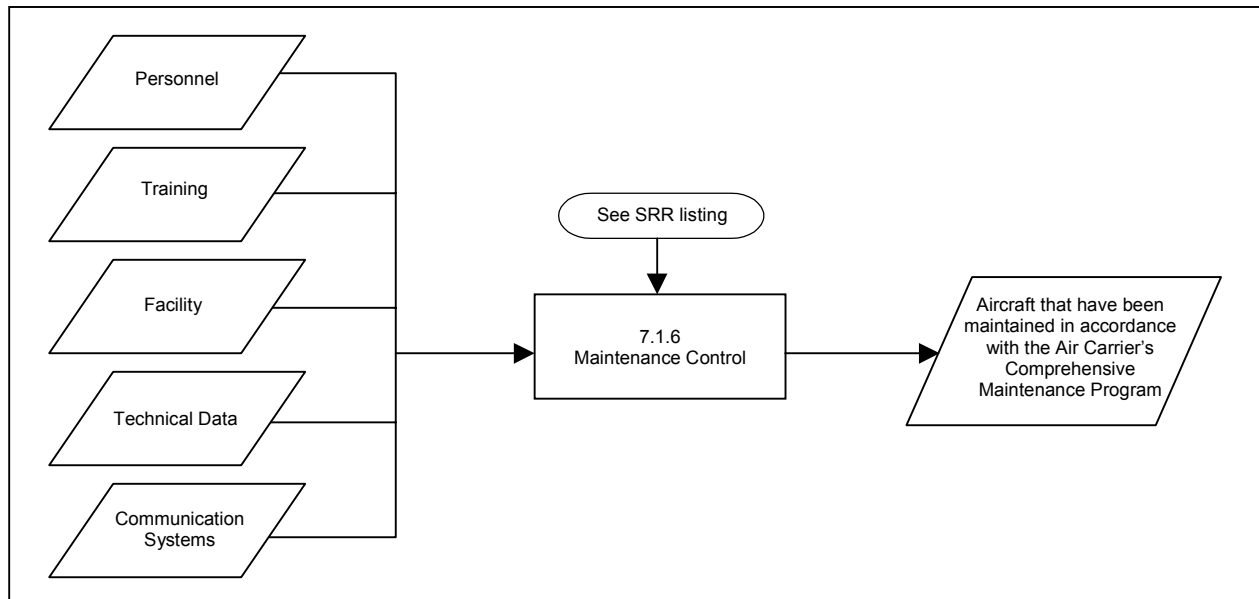 Personnel
Training
Facility
Technical Data
Communication
Systems
See SRR listing
7.1.6
Maintenance Control
Aircraft that have been
maintained in accordance
with the Air Carrier's
Comprehensive
Maintenance Program